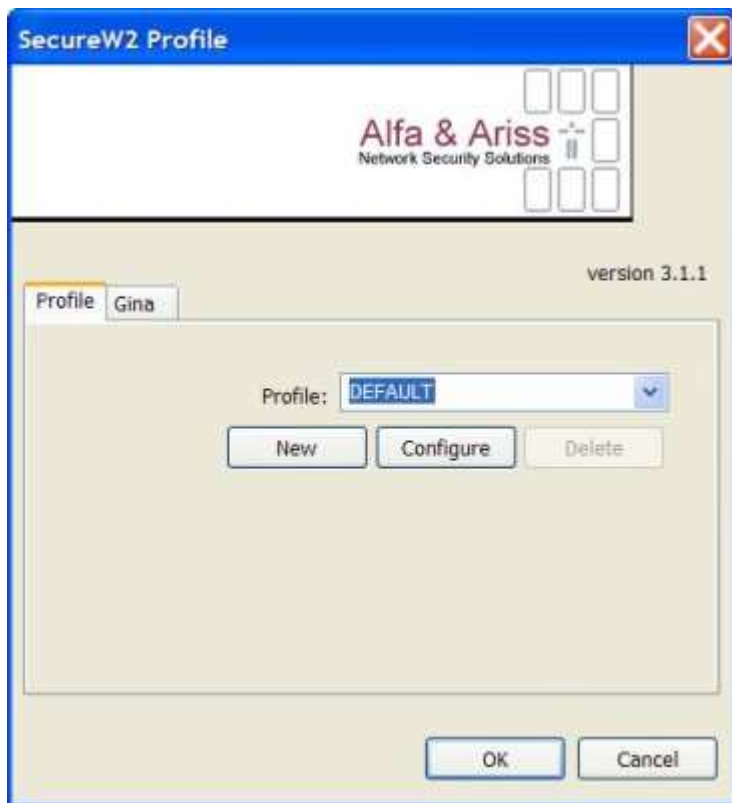 SecureW2 Profile
Alfa & Ariss
Network Security Solutions
version 3.1.1
Profile Gina
Profile: DEFAULT
New Configure Delete
OK Cancel